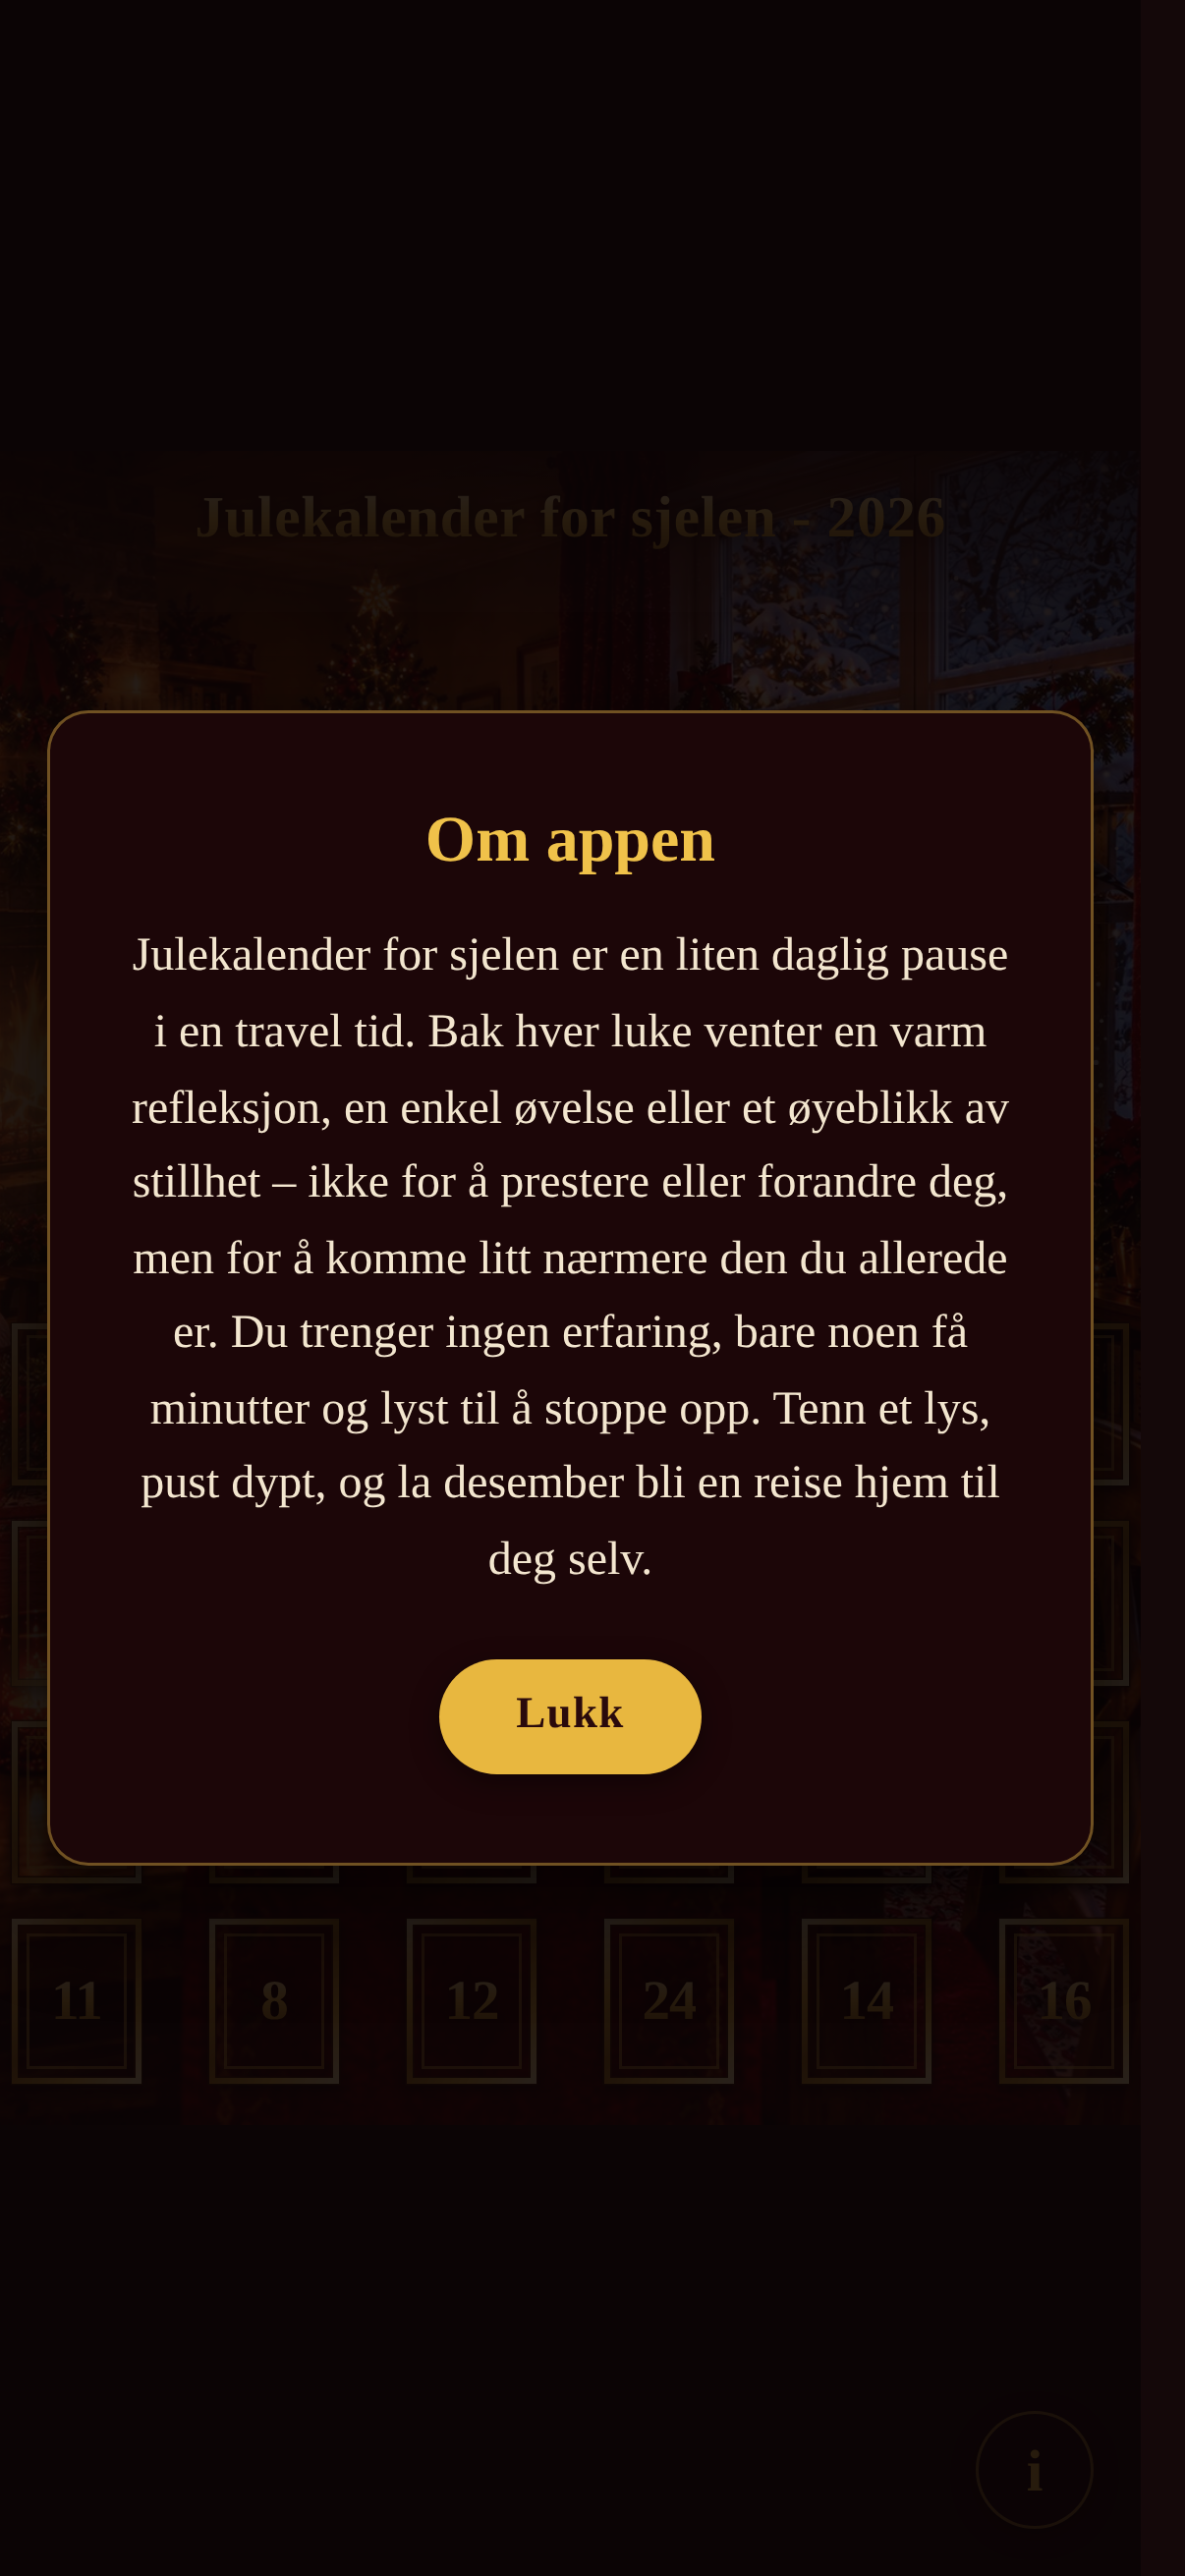 Julekalender for sjelen - 2026
Om appen
Julekalender for sjelen er en liten daglig pause
i en travel tid. Bak hver luke venter en varm
refleksjon, en enkel øvelse eller et øyeblikk av
stillhet – ikke for å prestere eller forandre deg,
men for å komme litt nærmere den du allerede
er. Du trenger ingen erfaring, bare noen få
minutter og lyst til å stoppe opp. Tenn et lys,
pust dypt, og la desember bli en reise hjem til
deg selv.
Lukk
11 8 12 24 14 16
i